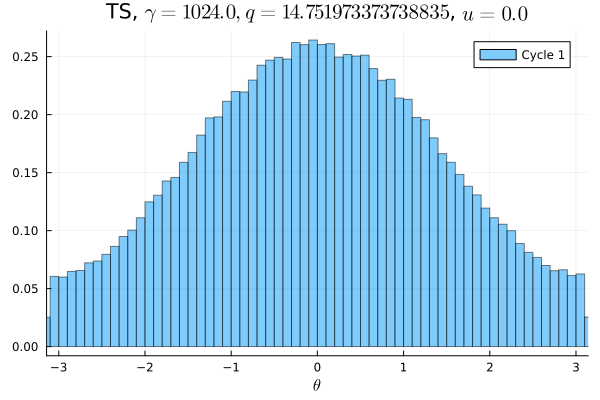 TS, γ = 1024.0, q = 14.751973373738835, u = 0.0
Cycle 1
0.25
0.20
0.15
0.10
0.05
0.00
−3 −2 −1 0 1 2 3
θ